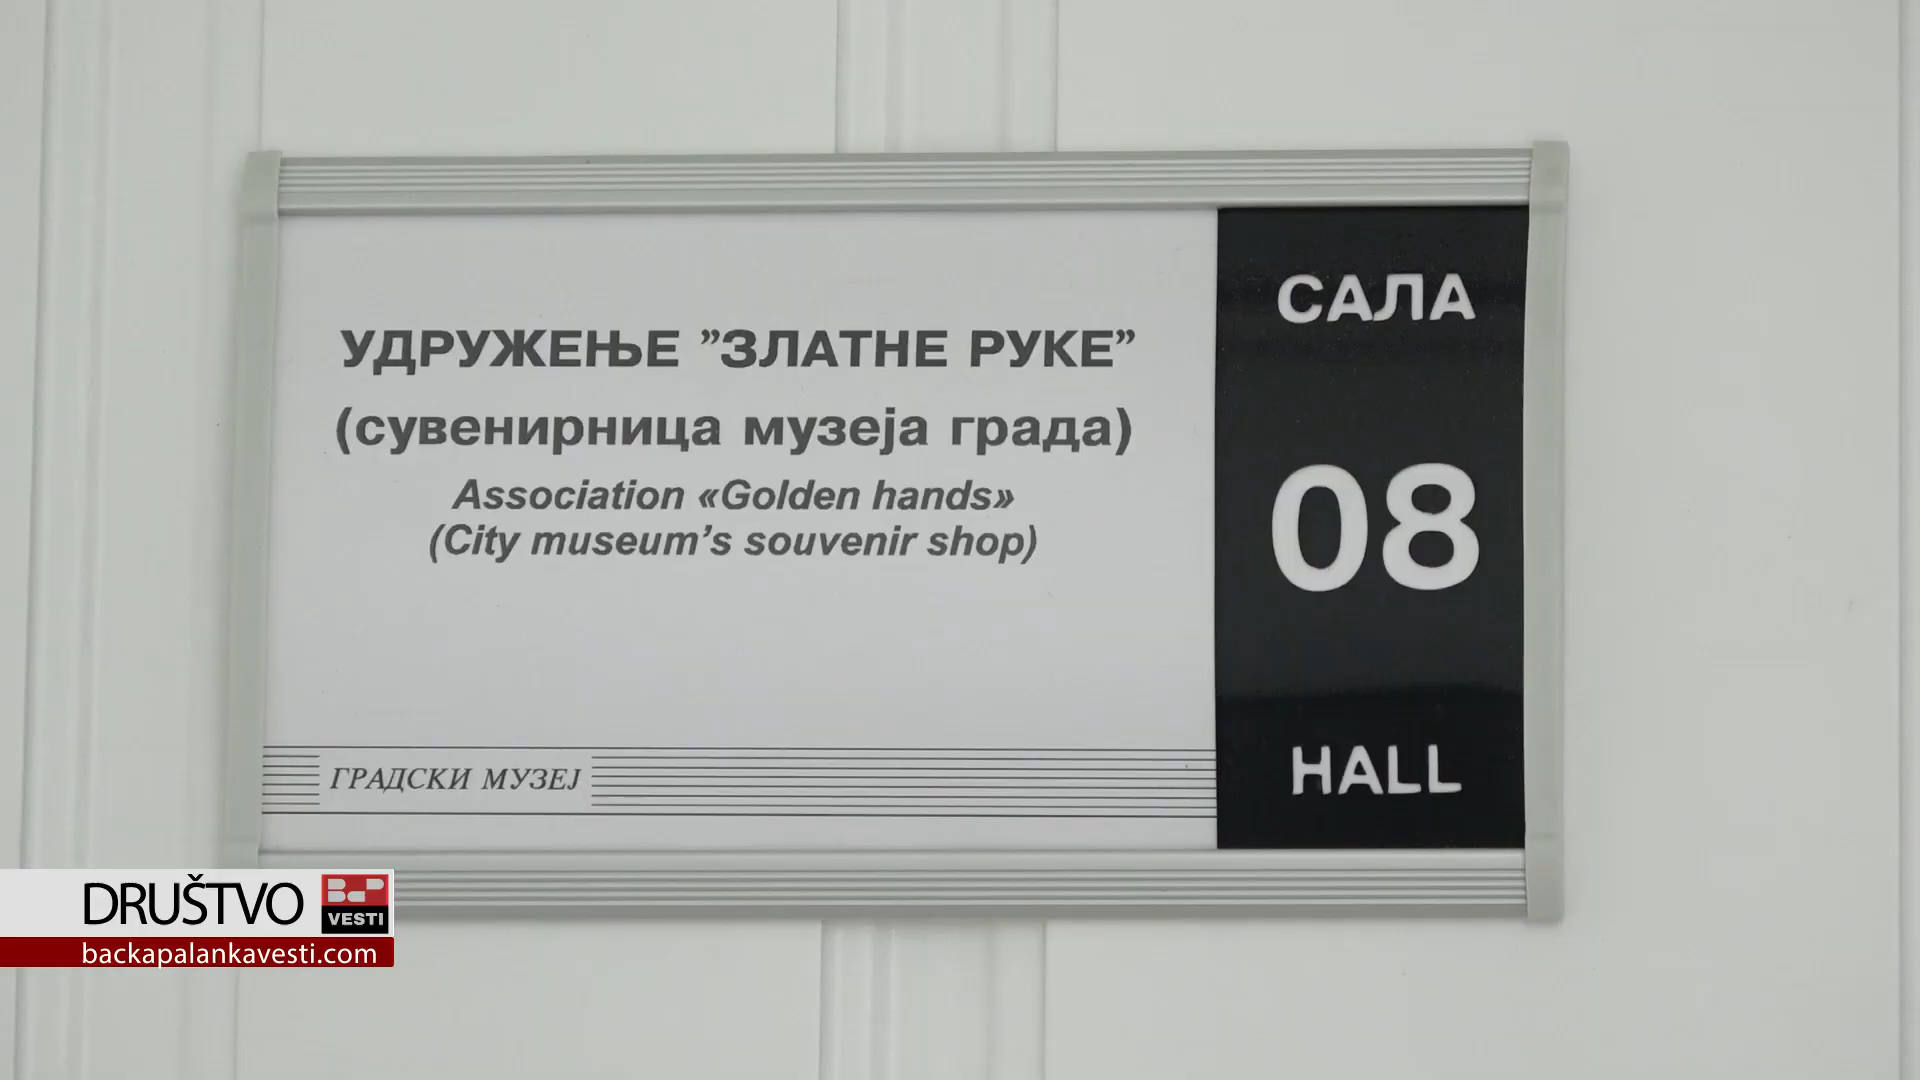 УДРУЖЕЊЕ ”ЗЛАТНЕ РУКЕ”
(сувенирница музеја града)
Association «Golden hands»
(City museum’s souvenir shop)
ГРАДСКИ МУЗЕЈ
САЛА
08
HALL
DRUŠTVO
BCP
VESTI
backapalankavesti.com